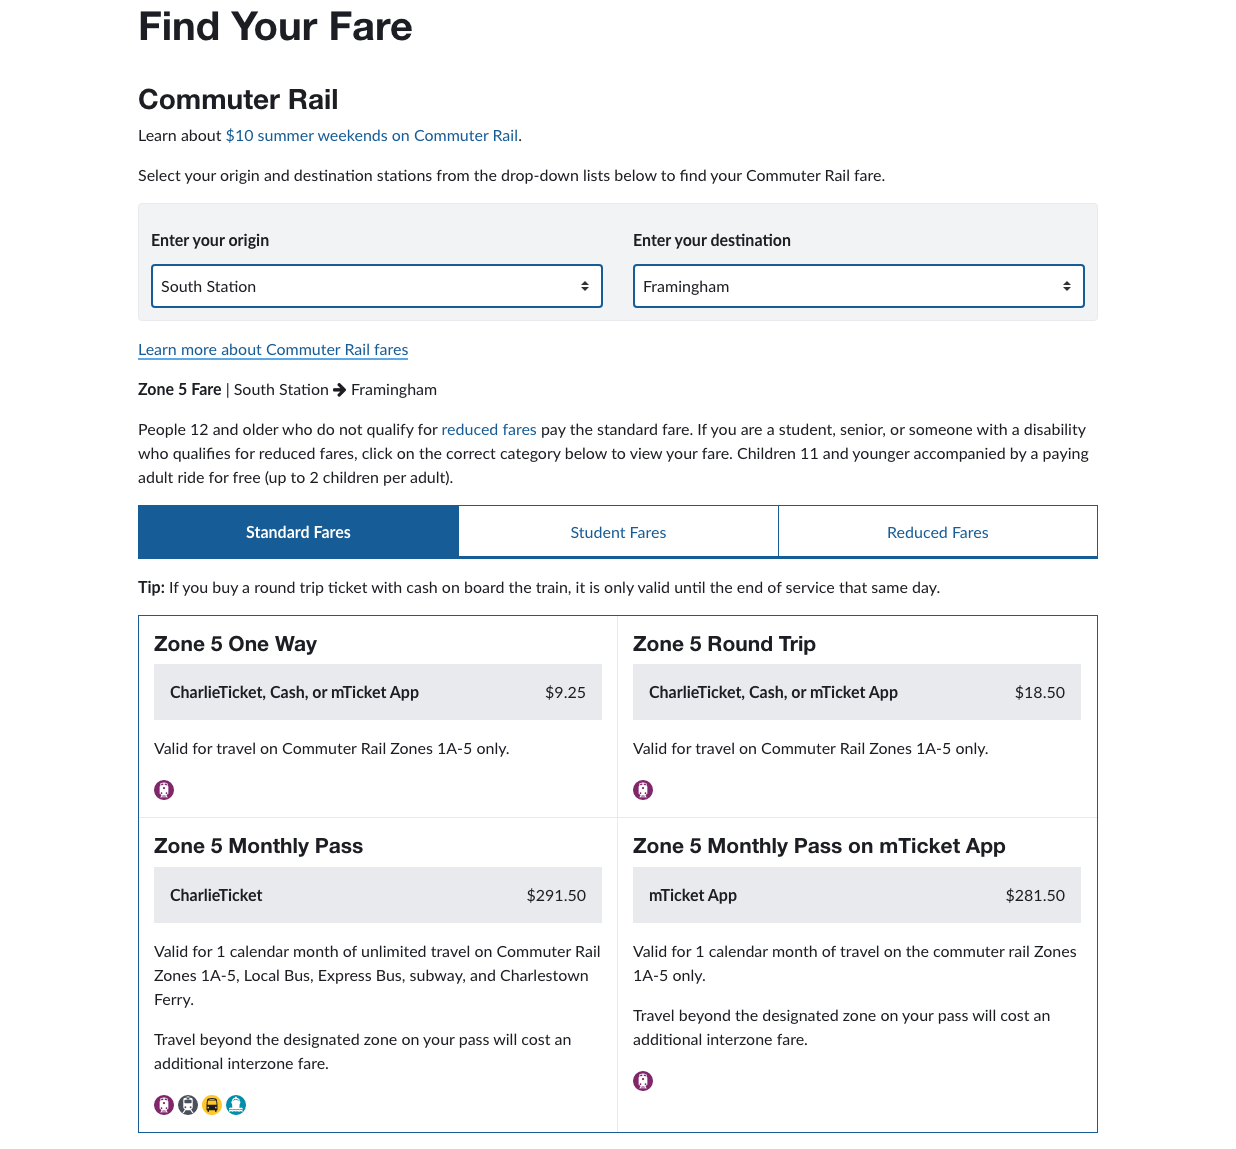 Find Your Fare
Commuter Rail
Learn about $10 summer weekends on Commuter Rail.
Select your origin and destination stations from the drop-down lists below to find your Commuter Rail fare.
Enter your origin
South Station
Enter your destination
Framingham
Learn more about Commuter Rail fares
Zone 5 Fare | South Station → Framingham
People 12 and older who do not qualify for reduced fares pay the standard fare. If you are a student, senior, or someone with a disability
who qualifies for reduced fares, click on the correct category below to view your fare. Children 11 and younger accompanied by a paying
adult ride for free (up to 2 children per adult).
Standard Fares
Student Fares
Reduced Fares
Tip: If you buy a round trip ticket with cash on board the train, it is only valid until the end of service that same day.
Zone 5 One Way
CharlieTicket, Cash, or mTicket App $9.25
Valid for travel on Commuter Rail Zones 1A-5 only.
Zone 5 Round Trip
CharlieTicket, Cash, or mTicket App $18.50
Valid for travel on Commuter Rail Zones 1A-5 only.
Zone 5 Monthly Pass
CharlieTicket $291.50
Valid for 1 calendar month of unlimited travel on Commuter Rail
Zones 1A-5, Local Bus, Express Bus, subway, and Charlestown
Ferry.
Travel beyond the designated zone on your pass will cost an
additional interzone fare.
Zone 5 Monthly Pass on mTicket App
mTicket App $281.50
Valid for 1 calendar month of travel on the commuter rail Zones
1A-5 only.
Travel beyond the designated zone on your pass will cost an
additional interzone fare.